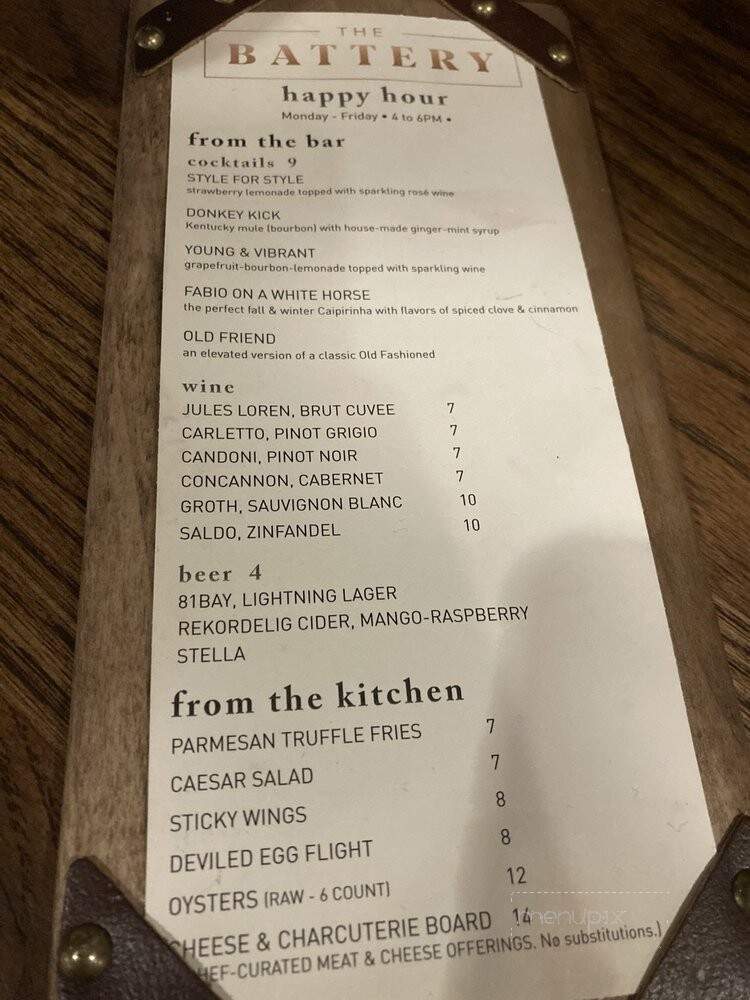 THE
BATTERY
happy hour
Monday - Friday • 4 to 6PM •
from the bar
cocktails 9
STYLE FOR STYLE
strawberry lemonade topped with sparkling rosé wine
DONKEY KICK
Kentucky mule (bourbon) with house-made ginger-mint syrup
YOUNG & VIBRANT
grapefruit-bourbon-lemonade topped with sparkling wine
FABIO ON A WHITE HORSE
the perfect fall & winter Caipirinha with flavors of spiced clove & cinnamon
OLD FRIEND
an elevated version of a classic Old Fashioned
wine
JULES LOREN, BRUT CUVEE 7
CARLETTO, PINOT GRIGIO 7
CANDONI, PINOT NOIR 7
CONCANNON, CABERNET 7
GROTH, SAUVIGNON BLANC 10
SALDO, ZINFANDEL 10
beer 4
81BAY, LIGHTNING LAGER
REKORDELIG CIDER, MANGO-RASPBERRY
STELLA
from the kitchen
PARMESAN TRUFFLE FRIES 7
CAESAR SALAD 7
STICKY WINGS 8
DEVILED EGG FLIGHT 8
OYSTERS (RAW - 6 COUNT) 12
CHEESE & CHARCUTERIE BOARD 14
HEF-CURATED MEAT & CHEESE OFFERINGS. No substitutions.)
menupix